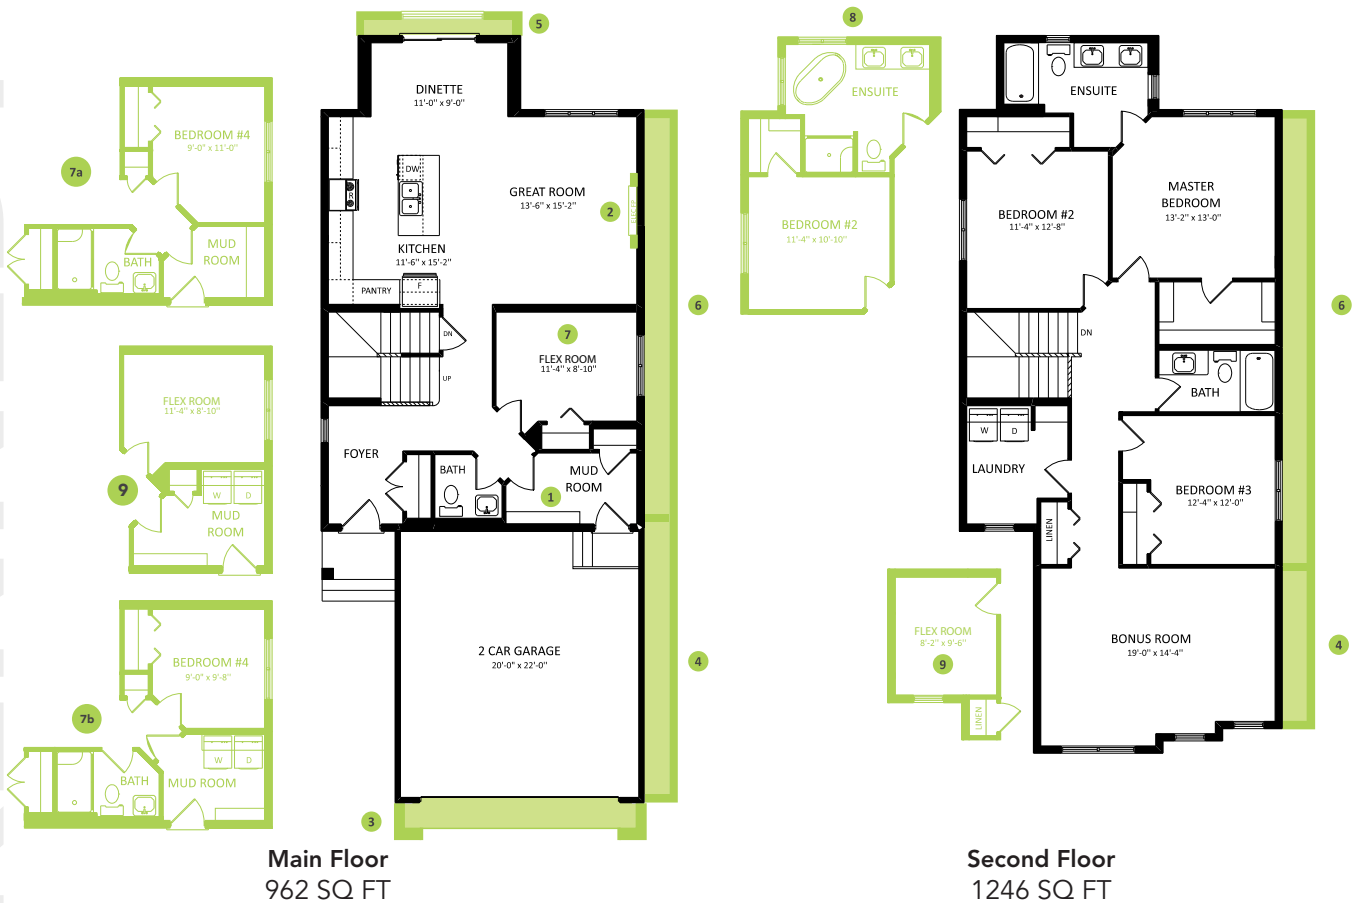 5
DINETTE
11'-0" x 9'-0"
DW
R
GREAT ROOM
13'-6" x 15'-2"
2
ELEC FP
KITCHEN
11'-6" x 15'-2"
PANTRY
F
6
DN
UP
7
FLEX ROOM
11'-4" x 8'-10"
FOYER
BATH
MUD
ROOM
1
2 CAR GARAGE
20'-0" x 22'-0"
4
3
Main Floor
962 SQ FT
7a
BEDROOM #4
9'-0" x 11'-0"
BATH
MUD
ROOM
9
FLEX ROOM
11'-4" x 8'-10"
W
D
MUD
ROOM
7b
BEDROOM #4
9'-0" x 9'-8"
W
D
BATH
MUD ROOM
8
ENSUITE
BEDROOM #2
11'-4" x 10'-10"
ENSUITE
MASTER
BEDROOM
13'-2" x 13'-0"
BEDROOM #2
11'-4" x 12'-8"
6
DN
BATH
W
D
LAUNDRY
BEDROOM #3
12'-4" x 12'-0"
LINEN
BONUS ROOM
19'-0" x 14'-4"
4
FLEX ROOM
8'-2" x 9'-6"
9
LINEN
Second Floor
1246 SQ FT